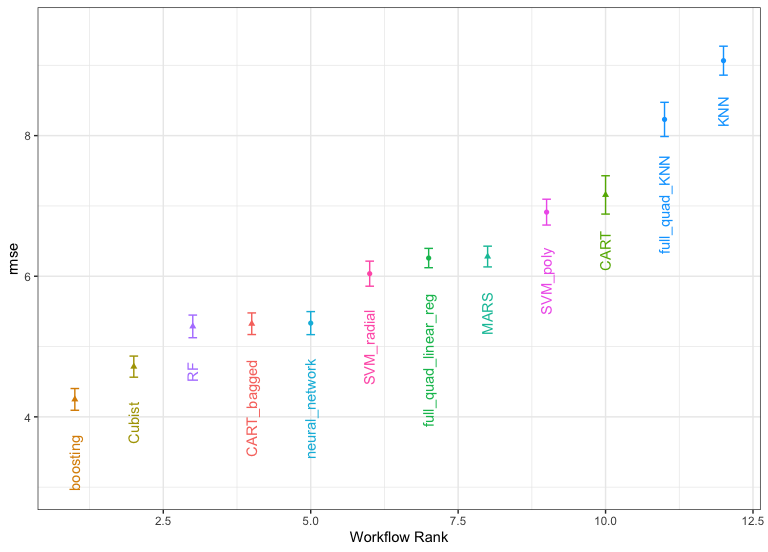 8
6
4
rmse
boosting
Cubist
RF
CART_bagged
neural_network
SVM_radial
full_quad_linear_reg
MARS
SVM_poly
CART
full_quad_KNN
KNN
2.5 5.0 7.5 10.0 12.5
Workflow Rank